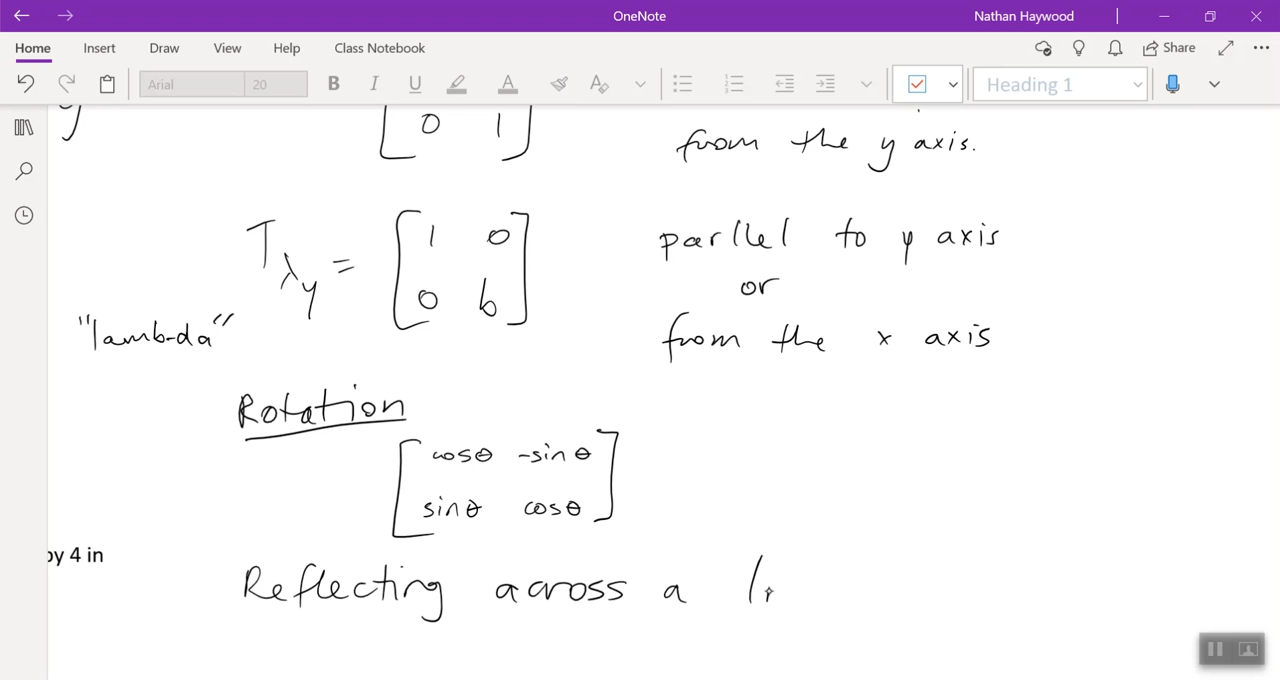 OneNote
Nathan Haywood
Home Insert Draw View Help Class Notebook
Share
Arial 20 B I U A Heading 1
y
0 1
from the y axis.
Tλy = [1 0
0 b]
parllel to y axis
or
from the x axis
"lambda"
Rotation
[cosθ -sinθ
sinθ cosθ]
by 4 in
Reflecting across a